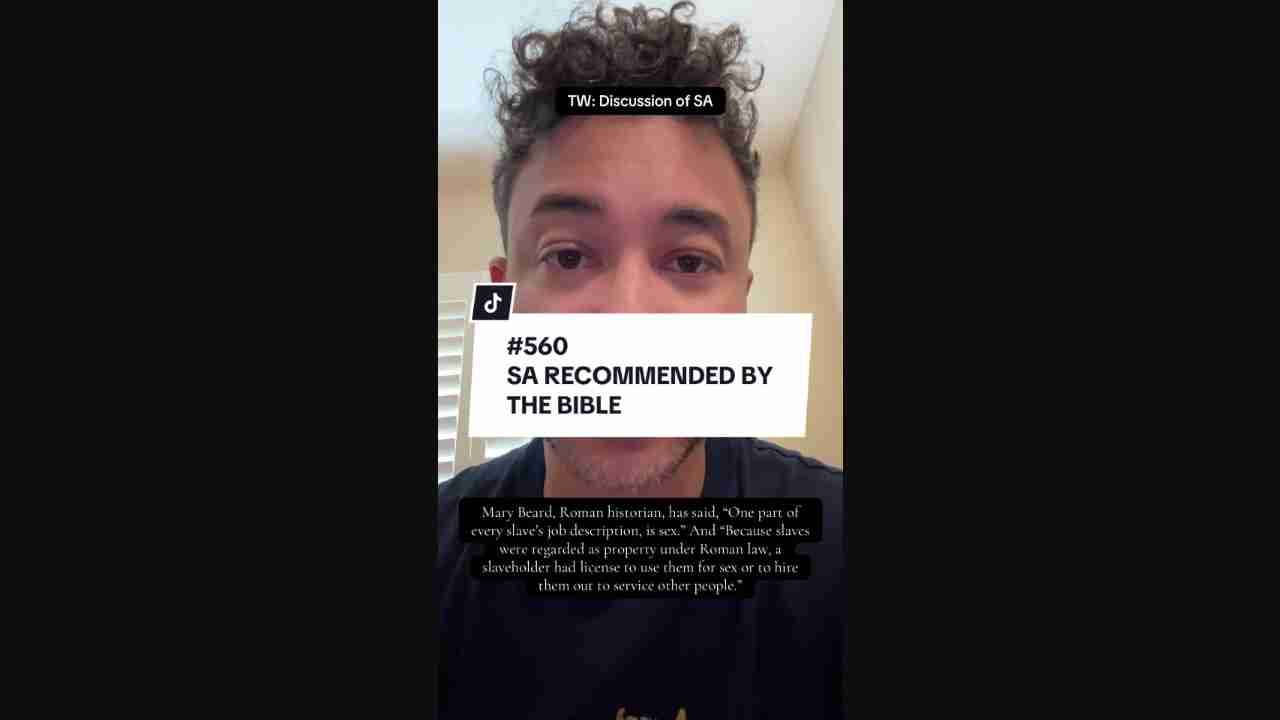 TW: Discussion of SA
#560
SA RECOMMENDED BY
THE BIBLE
Mary Beard, Roman historian, has said, “One part of
every slave's job description, is sex.” And “Because slaves
were regarded as property under Roman law, a
slaveholder had license to use them for sex or to hire
them out to service other people.”